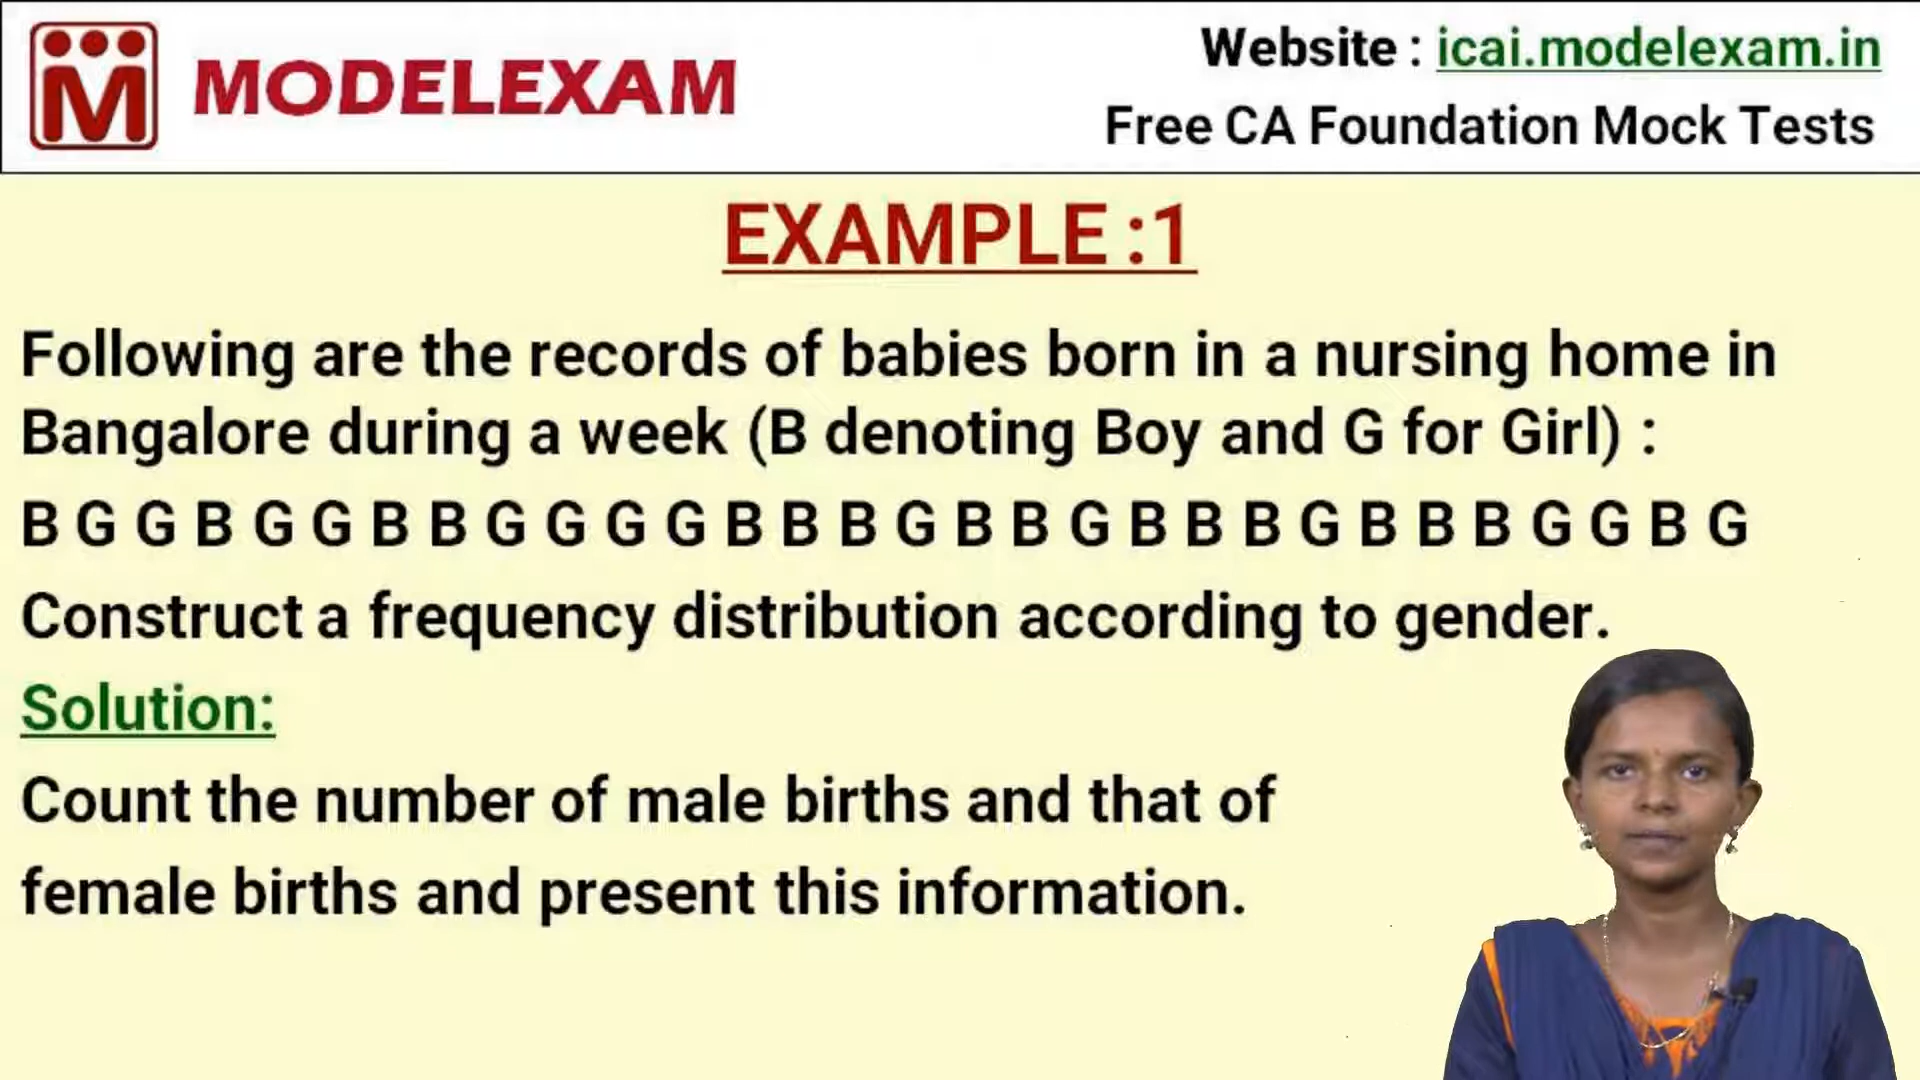 MODELEXAM
Website : icai.modelexam.in
Free CA Foundation Mock Tests
EXAMPLE :1
Following are the records of babies born in a nursing home in
Bangalore during a week (B denoting Boy and G for Girl) :
B G G B G G B B G G G G B B B G B B G B B B G B B B G G B G
Construct a frequency distribution according to gender.
Solution:
Count the number of male births and that of
female births and present this information.